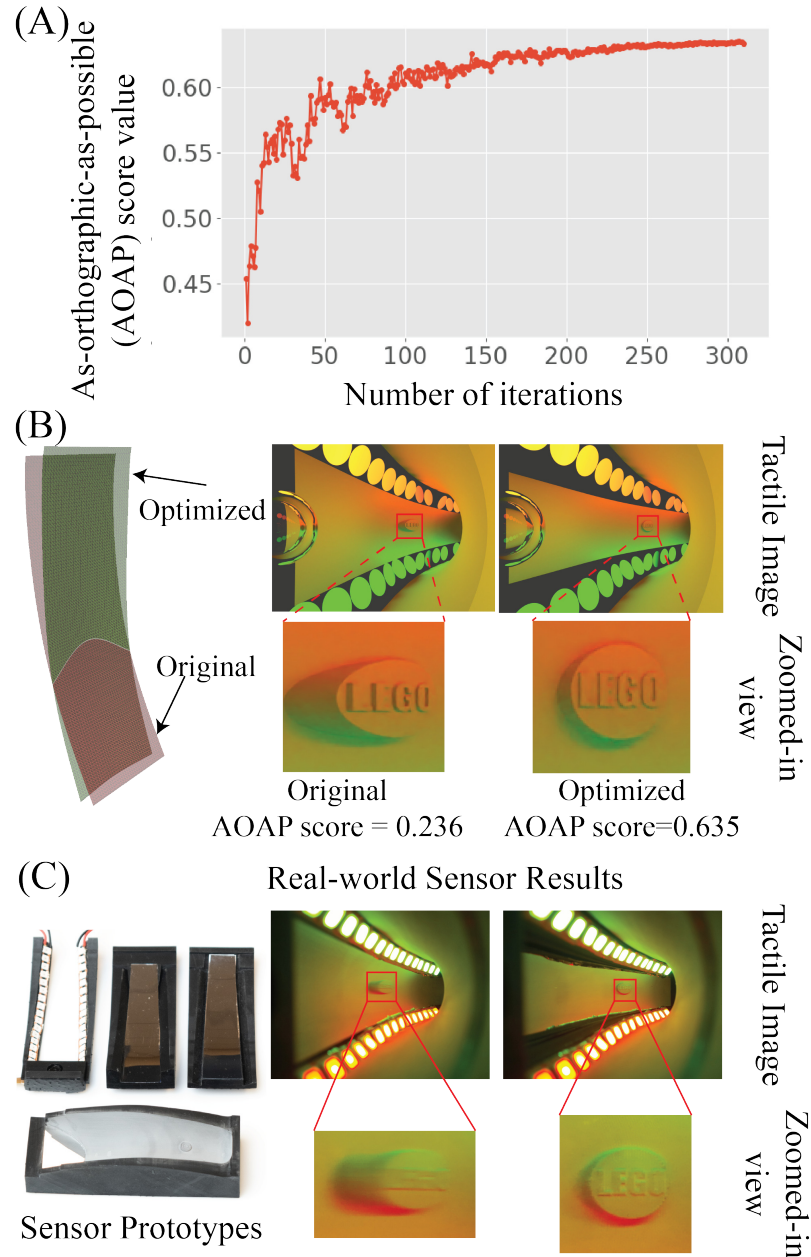 (A)
As-orthographic-as-possible
(AOAP) score value
0.60
0.55
0.50
0.45
0
50
100
150
200
250
300
Number of iterations
(B)
Optimized
Original
Tactile Image
LEGO
LEGO
Zoomed-in
view
Original
AOAP score = 0.236
Optimized
AOAP score=0.635
(C)
Real-world Sensor Results
Tactile Image
LEGO
Zoomed-in
view
Sensor Prototypes